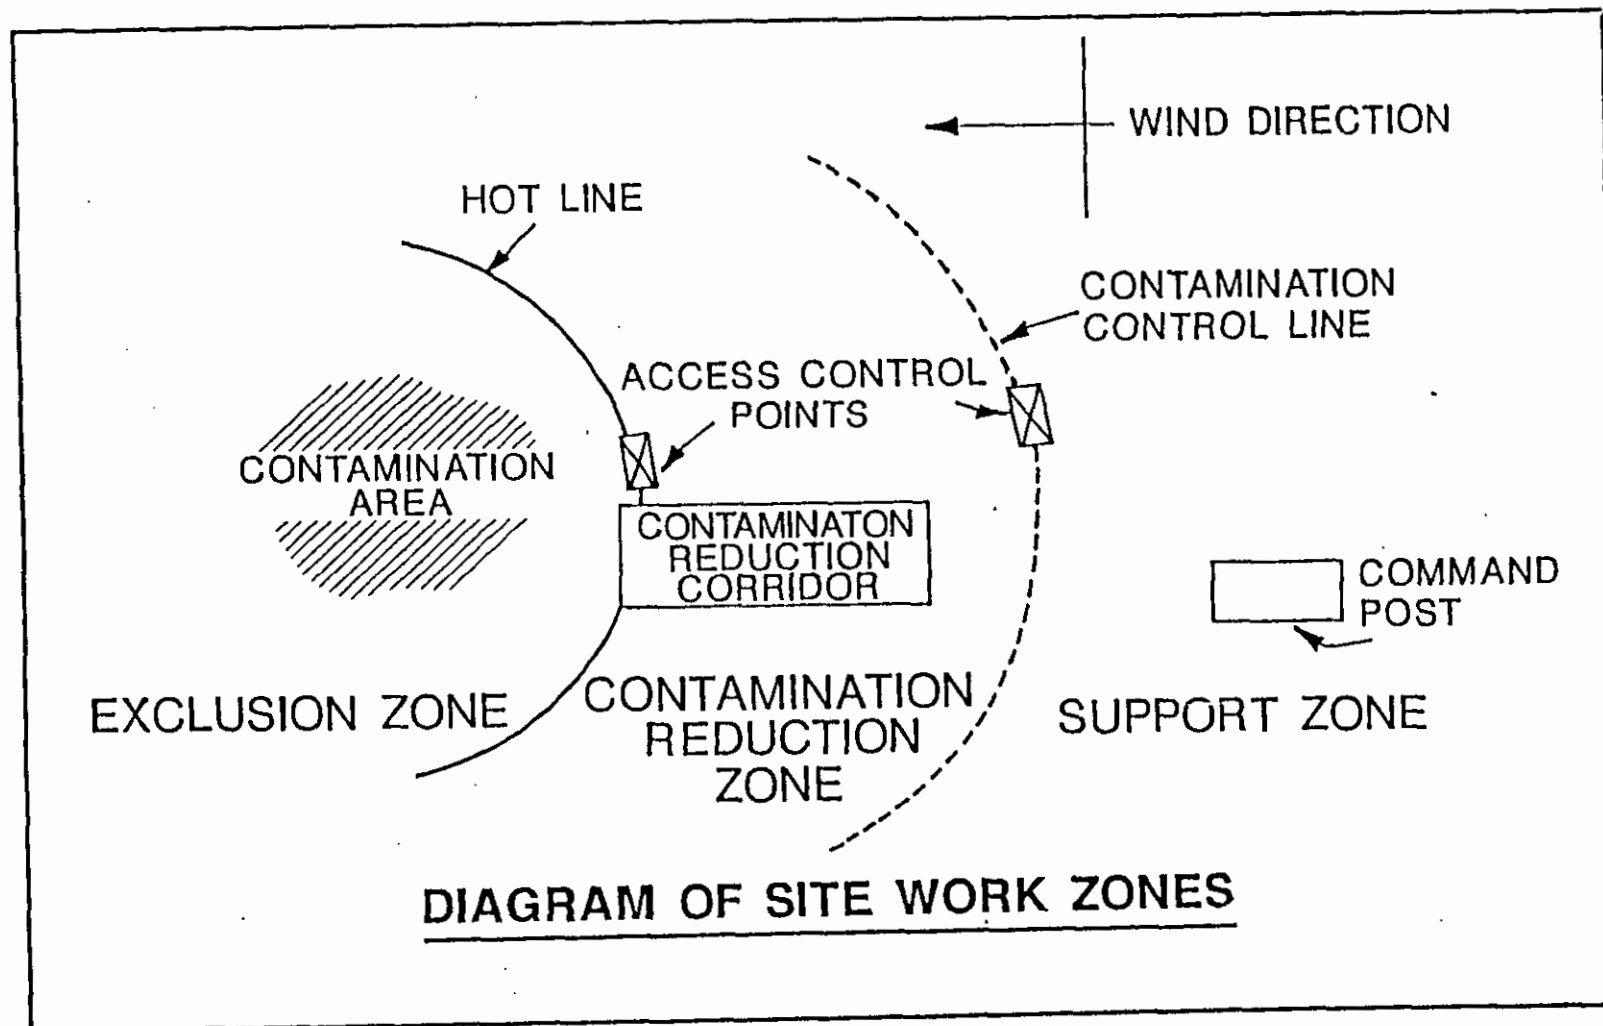 WIND DIRECTION
HOT LINE
CONTAMINATION
CONTROL LINE
ACCESS CONTROL
POINTS
CONTAMINATION
AREA
CONTAMINATON
REDUCTION
CORRIDOR
COMMAND
POST
EXCLUSION ZONE
CONTAMINATION
REDUCTION
ZONE
SUPPORT ZONE
DIAGRAM OF SITE WORK ZONES